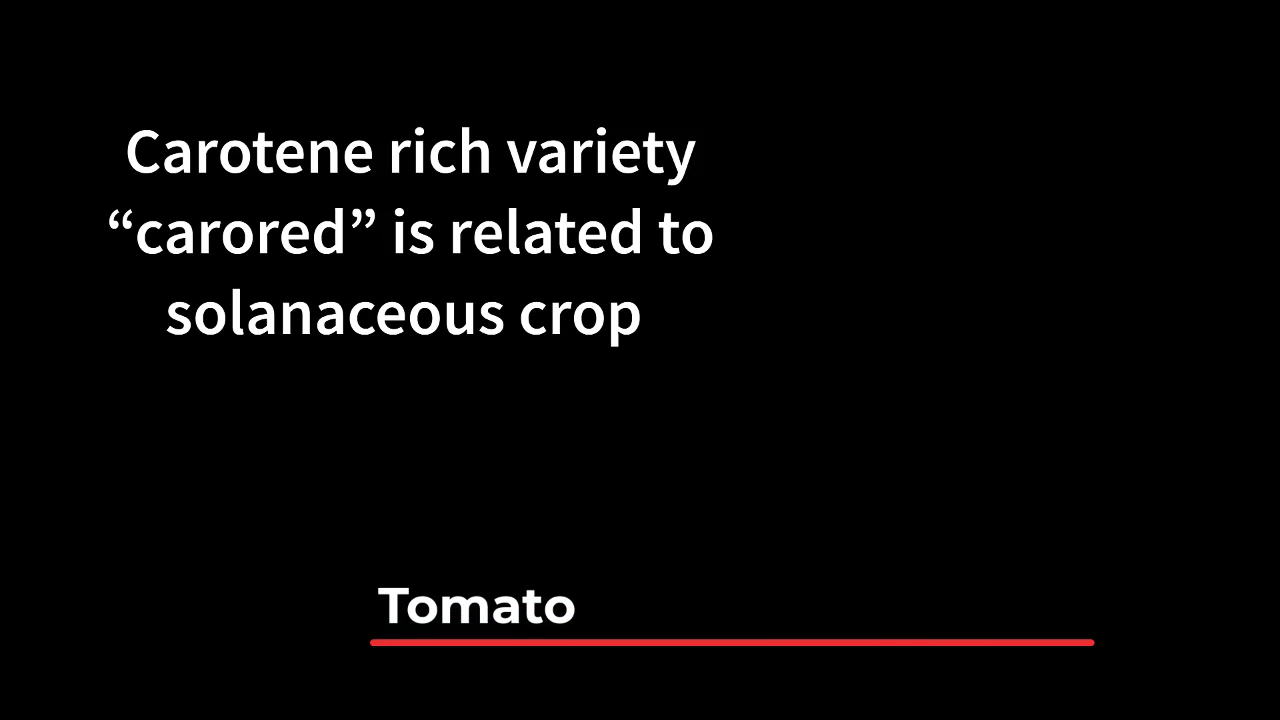 Carotene rich variety
“carored” is related to
solanaceous crop
Tomato